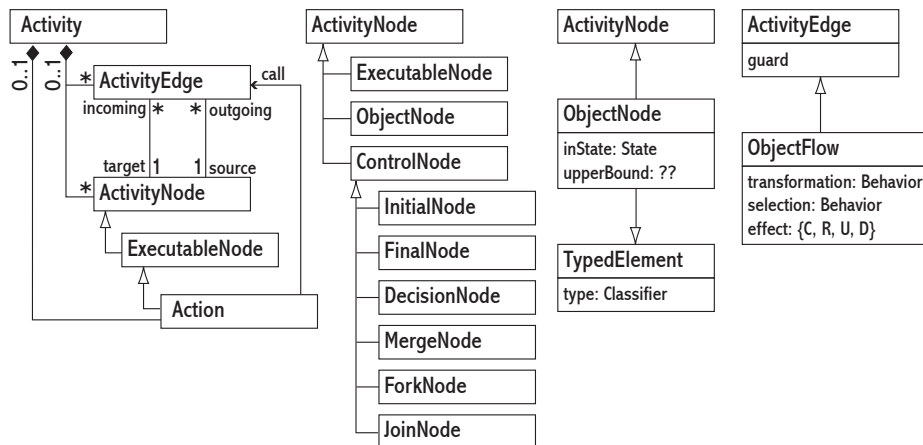 Activity
0..1
0..1
*
ActivityEdge
call
incoming
*
*
outgoing
target
1
1
source
*
ActivityNode
ExecutableNode
Action
ActivityNode
ExecutableNode
ObjectNode
ControlNode
InitialNode
FinalNode
DecisionNode
MergeNode
ForkNode
JoinNode
ActivityNode
ObjectNode
inState: State
upperBound: ??
TypedElement
type: Classifier
ActivityEdge
guard
ObjectFlow
transformation: Behavior
selection: Behavior
effect: {C, R, U, D}